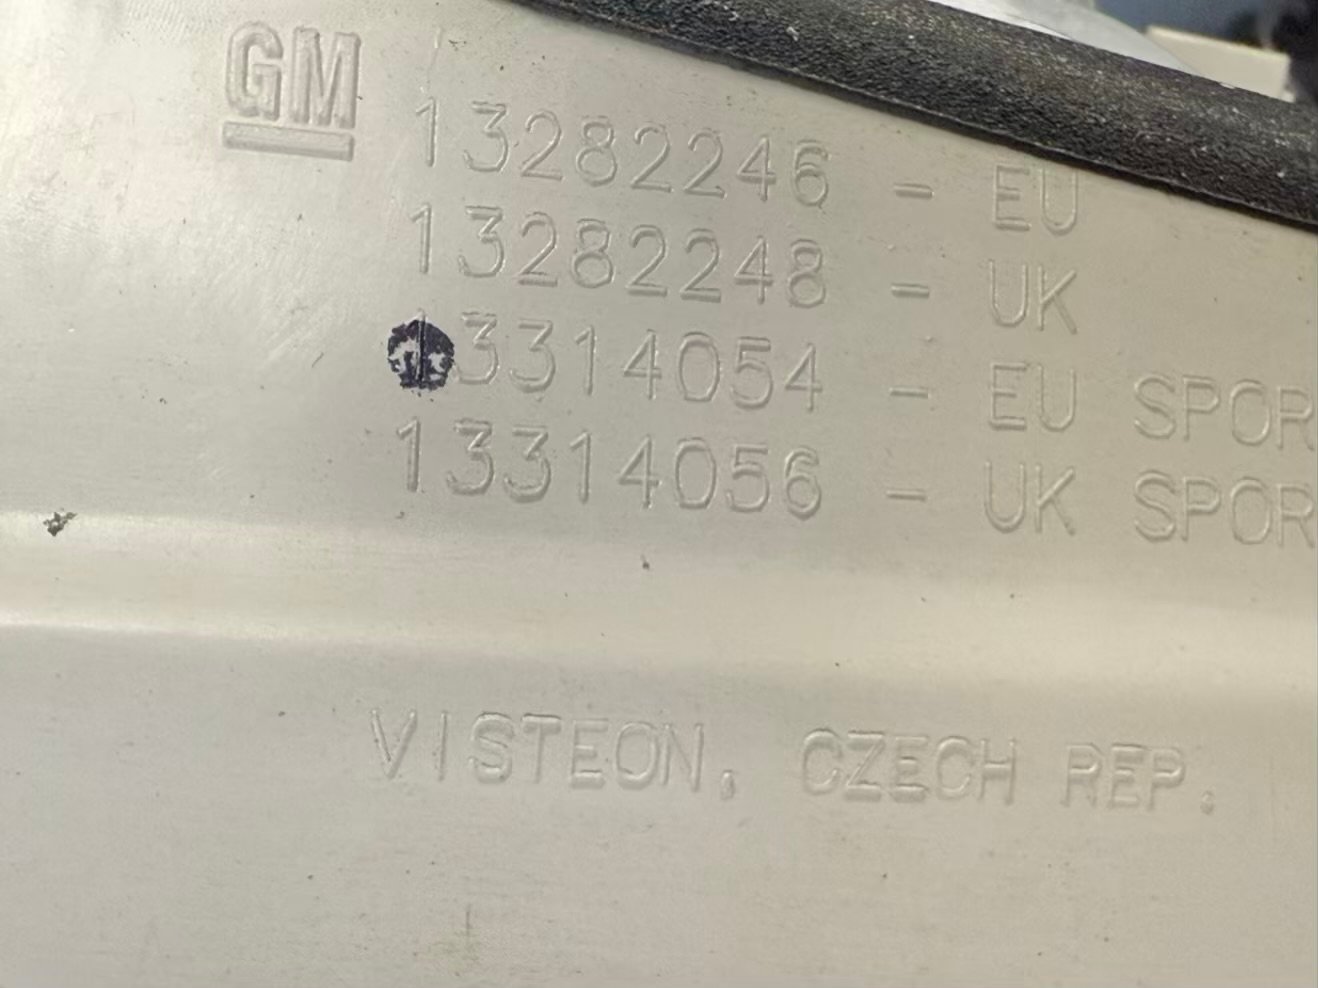 GM
13282246 - EU
13282248 - UK
13314054 - EU SPOR
13314056 - UK SPOR
VISTEON, CZECH REP.